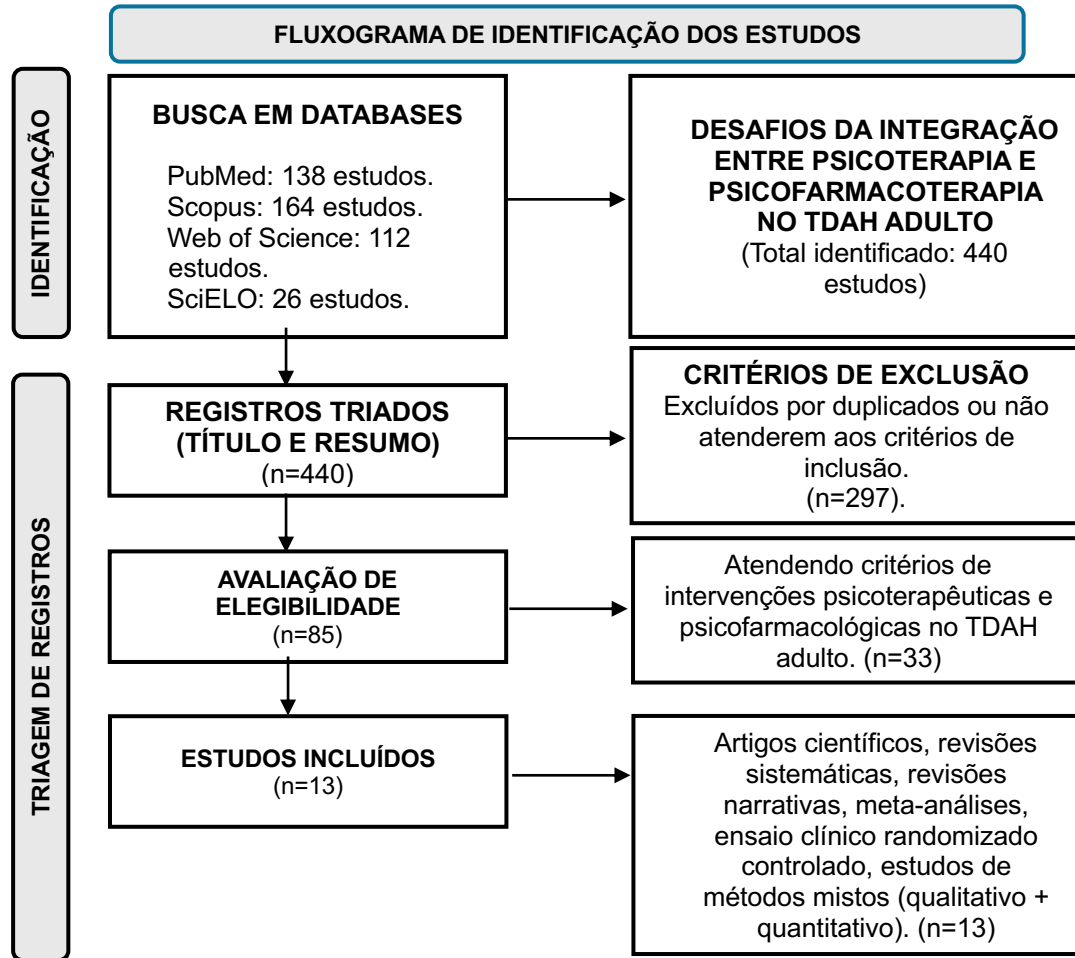 FLUXOGRAMA DE IDENTIFICAÇÃO DOS ESTUDOS
IDENTIFICAÇÃO
BUSCA EM DATABASES
PubMed: 138 estudos.
Scopus: 164 estudos.
Web of Science: 112
estudos.
SciELO: 26 estudos.
DESAFIOS DA INTEGRAÇÃO
ENTRE PSICOTERAPIA E
PSICOFARMACOTERAPIA
NO TDAH ADULTO
(Total identificado: 440
estudos)
TRIAGEM DE REGISTROS
REGISTROS TRIADOS
(TÍTULO E RESUMO)
(n=440)
CRITÉRIOS DE EXCLUSÃO
Excluídos por duplicados ou não
atenderem aos critérios de
inclusão.
(n=297).
AVALIAÇÃO DE
ELEGIBILIDADE
(n=85)
Atendendo critérios de
intervenções psicoterapêuticas e
psicofarmacológicas no TDAH
adulto. (n=33)
ESTUDOS INCLUÍDOS
(n=13)
Artigos científicos, revisões
sistemáticas, revisões
narrativas, meta-análises,
ensaio clínico randomizado
controlado, estudos de
métodos mistos (qualitativo +
quantitativo). (n=13)